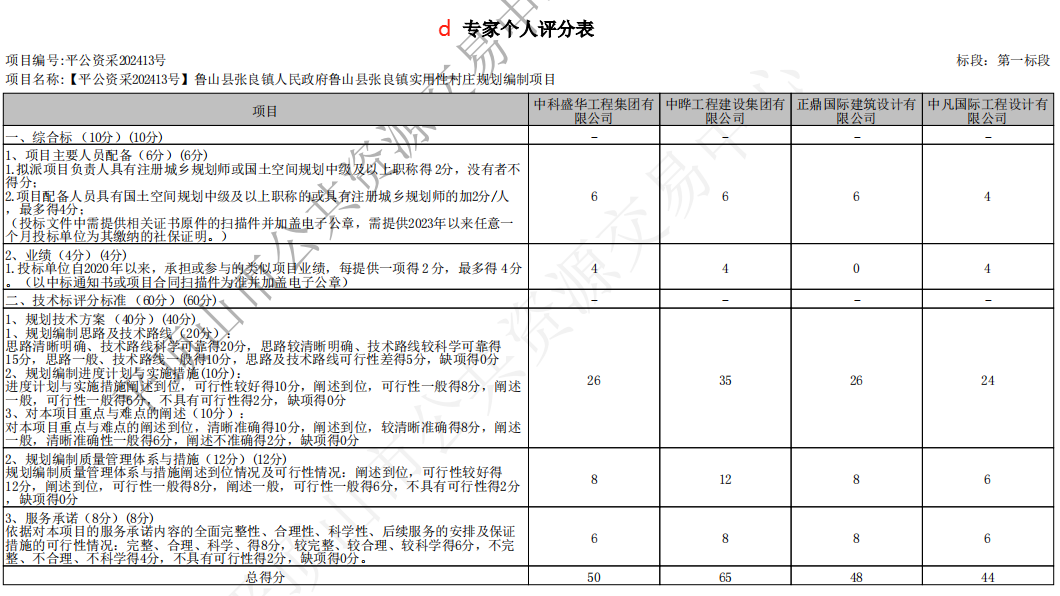 d 专家个人评分表
项目编号:平公资采202413号 标段: 第一标段
项目名称:【平公资采202413号】鲁山县张良镇人民政府鲁山县张良镇实用性村庄规划编制项目
项目 中科盛华工程集团有限公司 中晔工程建设集团有限公司 正鼎国际建筑设计有限公司 中凡国际工程设计有限公司
一、综合标 (10分)(10分) - - - -
1、项目主要人员配备(6分)(6分)
1.拟派项目负责人具有注册城乡规划师或国土空间规划中级及以上职称得2分,没有者不
得分;
2.项目配备人员具有国土空间规划中级及以上职称的或具有注册城乡规划师的加2分/人
,最多得4分;
(投标文件中需提供相关证书原件的扫描件并加盖电子公章,需提供2023年以来任意一
个月投标单位为其缴纳的社保证明。)
6 6 6 4
2、业绩(4分)(4分)
1.投标单位自2020年以来,承担或参与的类似项目业绩,每提供一项得 2 分,最多得 4 分
。(以中标通知书或项目合同扫描件为准并加盖电子公章)
4 4 0 4
二、技术标评分标准 (60分)(60分) - - - -
1、规划技术方案 (40分)(40分)
1、规划编制思路及技术路线(20分):
思路清晰明确、技术路线科学可靠得20分,思路较清晰明确、技术路线较科学可靠得
15分,思路一般、技术路线一般得10分,思路及技术路线可行性差得5分,缺项得0分
2、规划编制进度计划与实施措施(10分):
进度计划与实施措施阐述到位,可行性较好得10分,阐述到位,可行性一般得8分,阐述
一般,可行性一般得6分,不具有可行性得2分,缺项得0分
3、对本项目重点与难点的阐述(10分):
对本项目重点与难点的阐述到位,清晰准确得10分,阐述到位,较清晰准确得8分,阐述
一般,清晰准确性一般得6分,阐述不准确得2分,缺项得0分
26 35 26 24
2、规划编制质量管理体系与措施(12分)(12分)
规划编制质量管理体系与措施阐述到位情况及可行性情况: 阐述到位,可行性较好得
12分,阐述到位,可行性一般得8分,阐述一般,可行性一般得6分,不具有可行性得2分
,缺项得0分
8 12 8 6
3、服务承诺(8分)(8分)
依据对本项目的服务承诺内容的全面完整性、合理性、科学性、后续服务的安排及保证
措施的可行性情况: 完整、合理、科学、得8分,较完整、较合理、较科学得6分,不完
整、不合理、不科学得4分,不具有可行性得2分,缺项得0分。
6 8 8 6
总得分 50 65 48 44
平顶山市公共资源交易中心